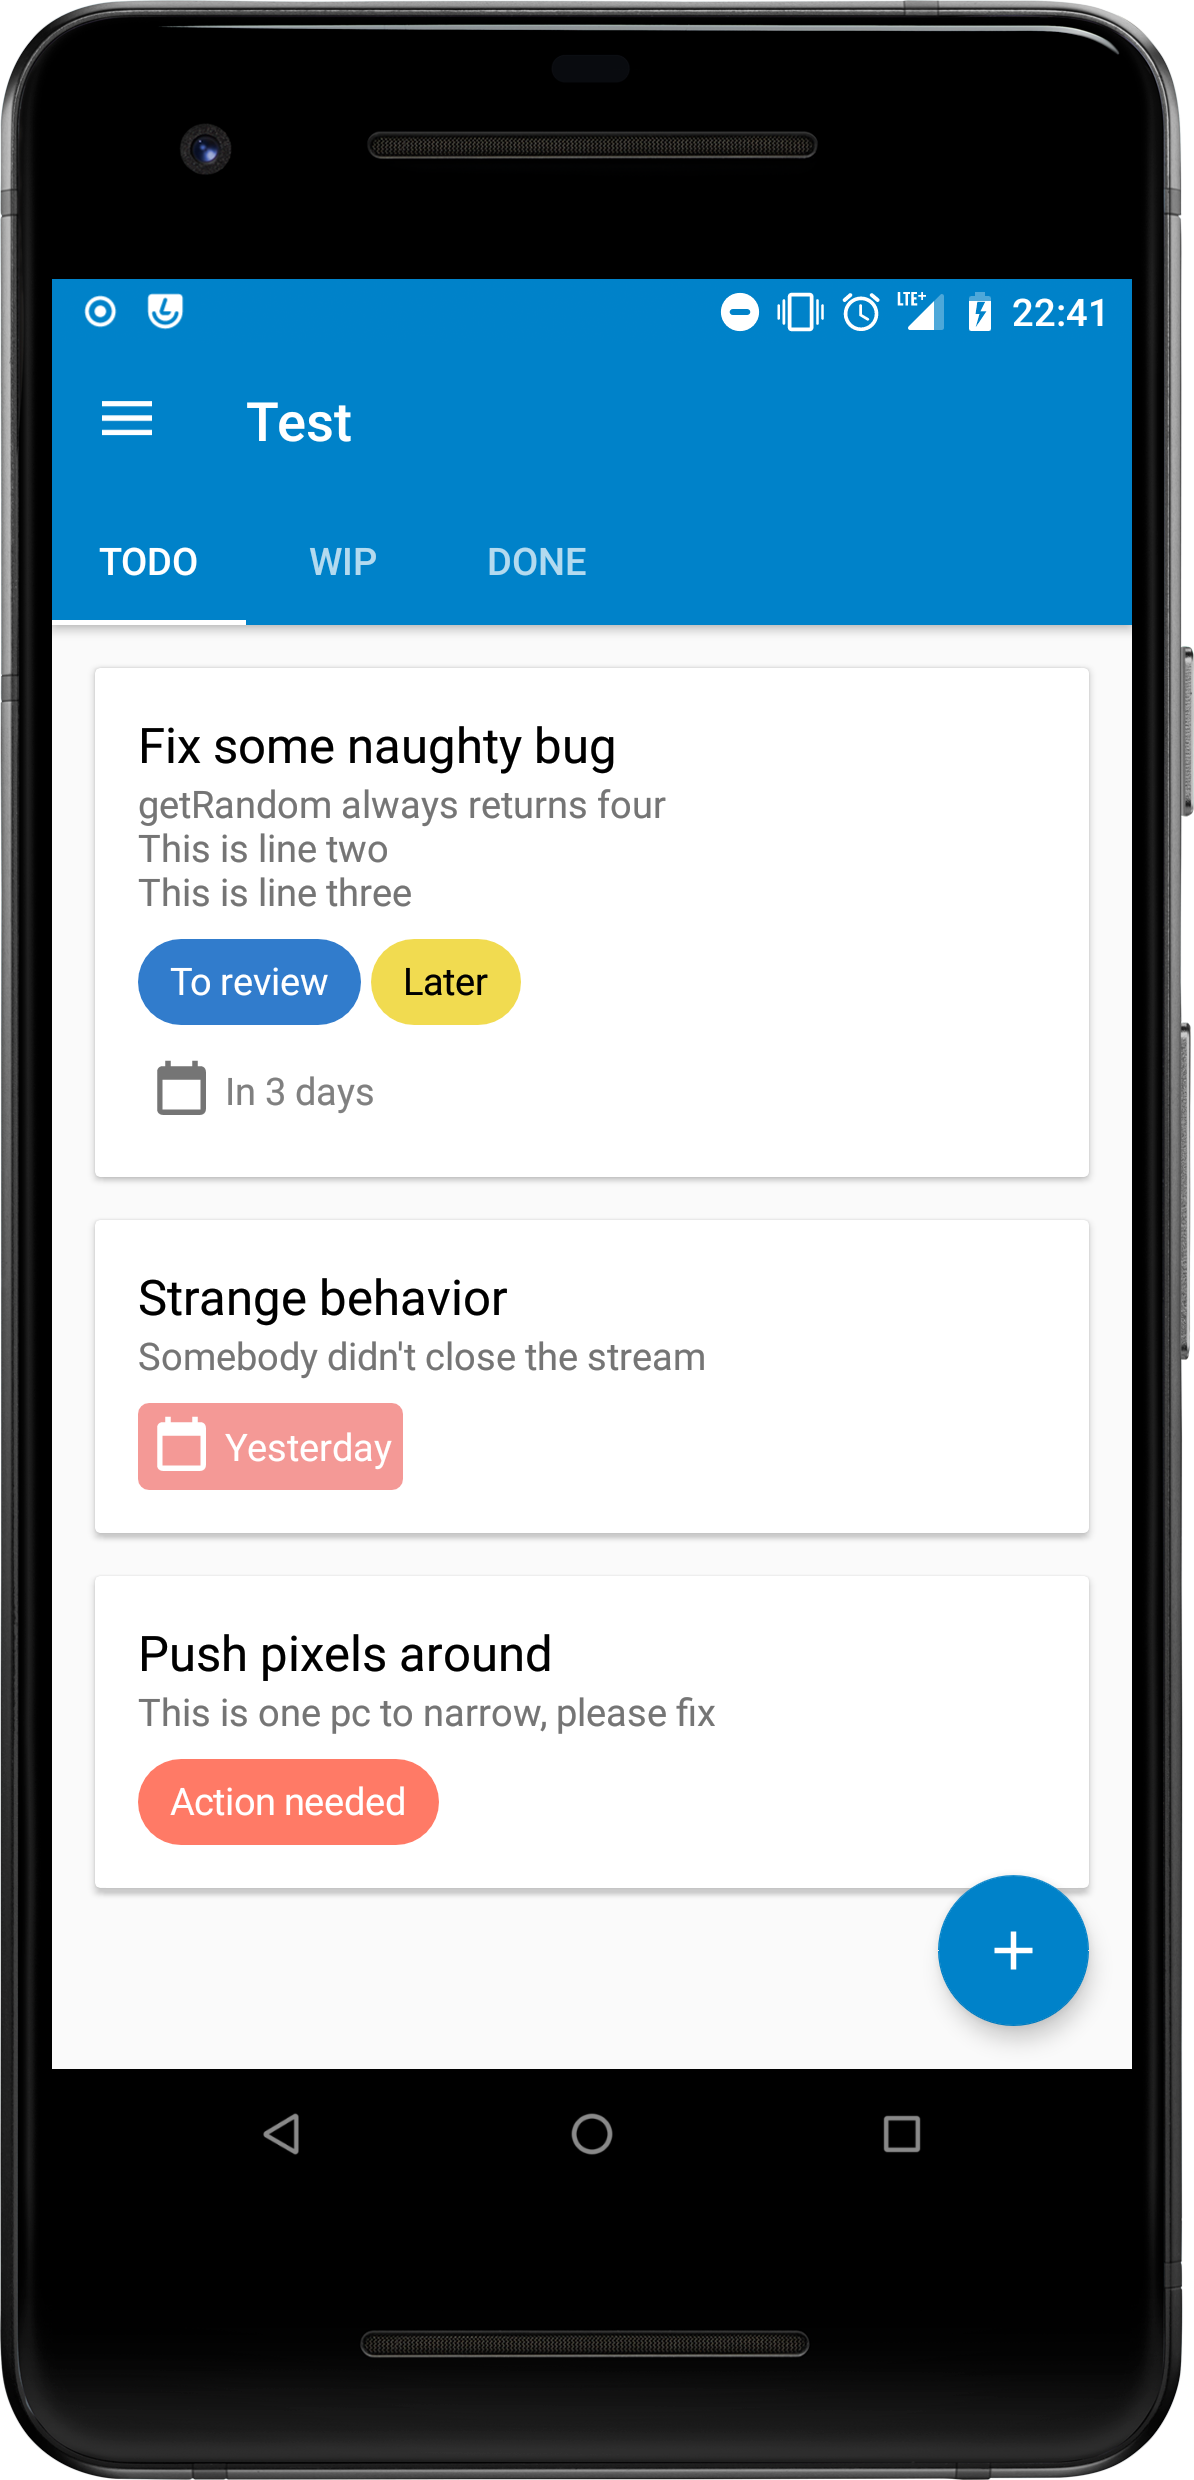 LTE+ 22:41
Test
TODO WIP DONE
Fix some naughty bug
getRandom always returns four
This is line two
This is line three
To review Later
In 3 days
Strange behavior
Somebody didn't close the stream
Yesterday
Push pixels around
This is one pc to narrow, please fix
Action needed